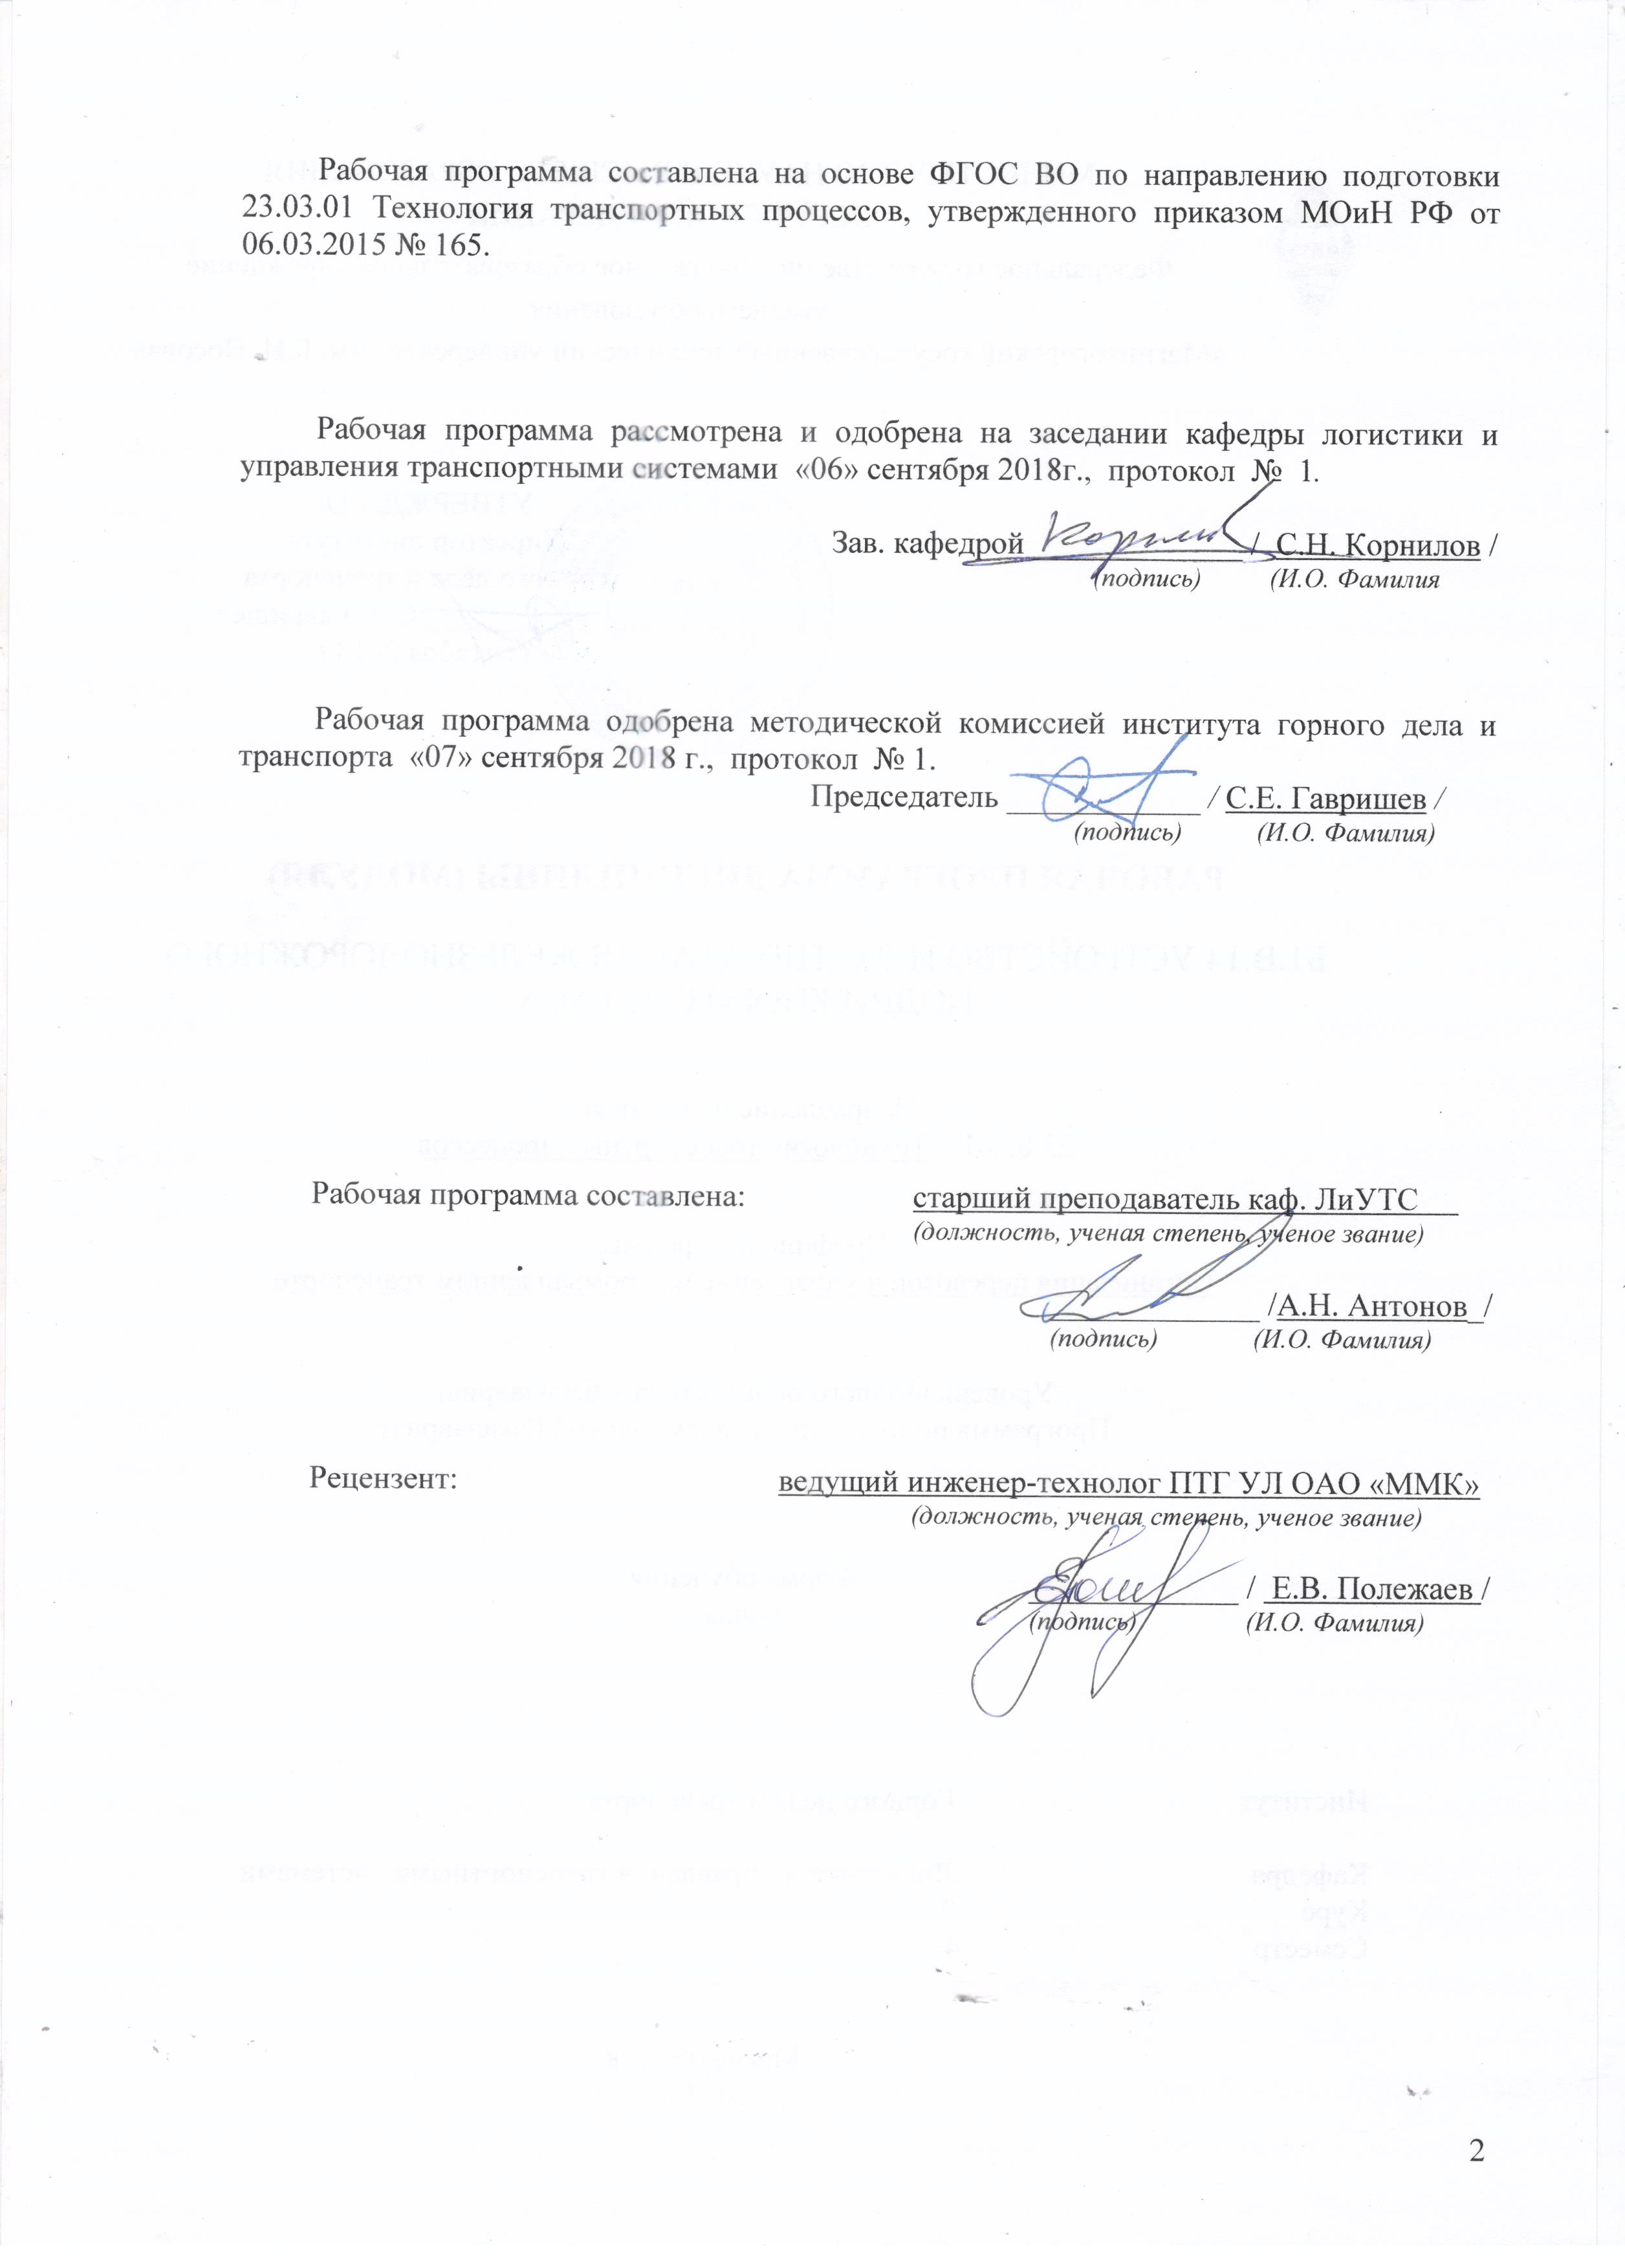 Рабочая программа составлена на основе ФГОС ВО по направлению подготовки
23.03.01 Технология транспортных процессов, утвержденного приказом МОиН РФ от
06.03.2015 № 165.
Рабочая программа рассмотрена и одобрена на заседании кафедры логистики и
управления транспортными системами «06» сентября 2018г., протокол № 1.
Зав. кафедрой / С.Н. Корнилов /
(подпись) (И.О. Фамилия
Рабочая программа одобрена методической комиссией института горного дела и
транспорта «07» сентября 2018 г., протокол № 1.
Председатель ____________ / С.Е. Гавришев /
(подпись) (И.О. Фамилия)
Рабочая программа составлена: старший преподаватель каф. ЛиУТС
(должность, ученая степень, ученое звание)
____________ /А.Н. Антонов_/
(подпись) (И.О. Фамилия)
Рецензент: ведущий инженер-технолог ПТГ УЛ ОАО «ММК»
(должность, ученая степень, ученое звание)
____________ / Е.В. Полежаев /
(подпись) (И.О. Фамилия)
2